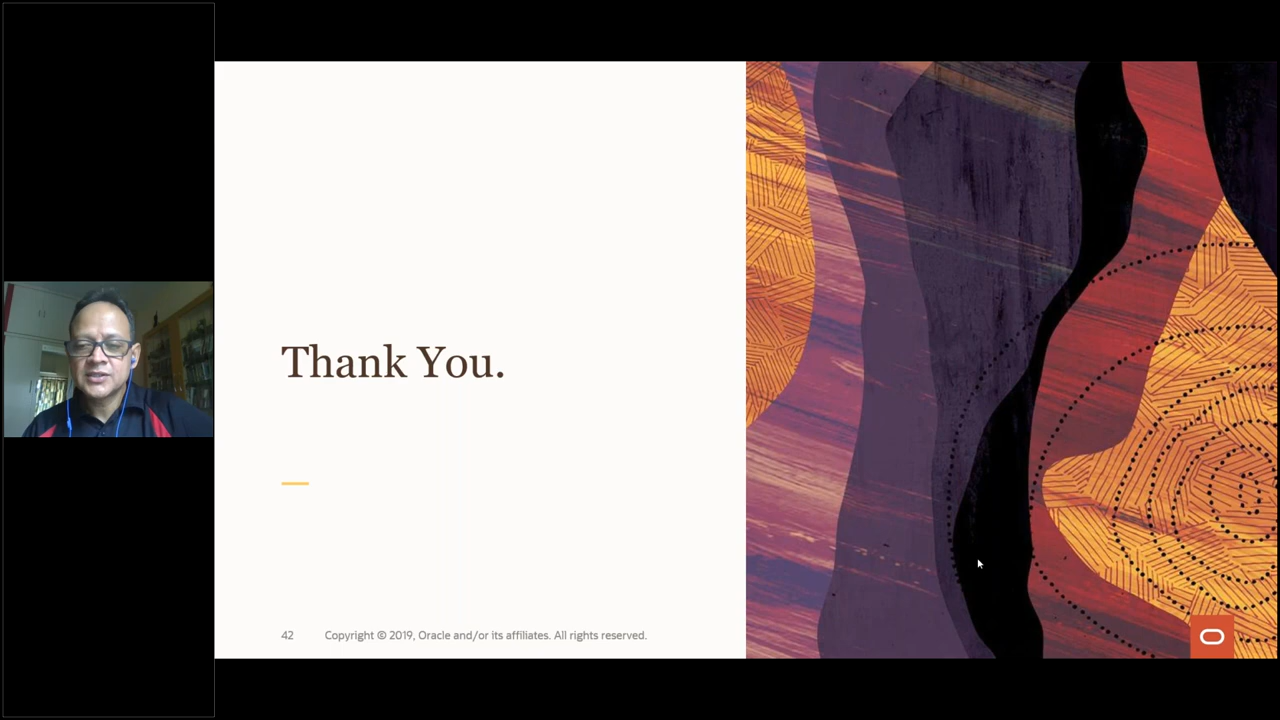 Thank You.
42 Copyright © 2019, Oracle and/or its affiliates. All rights reserved.